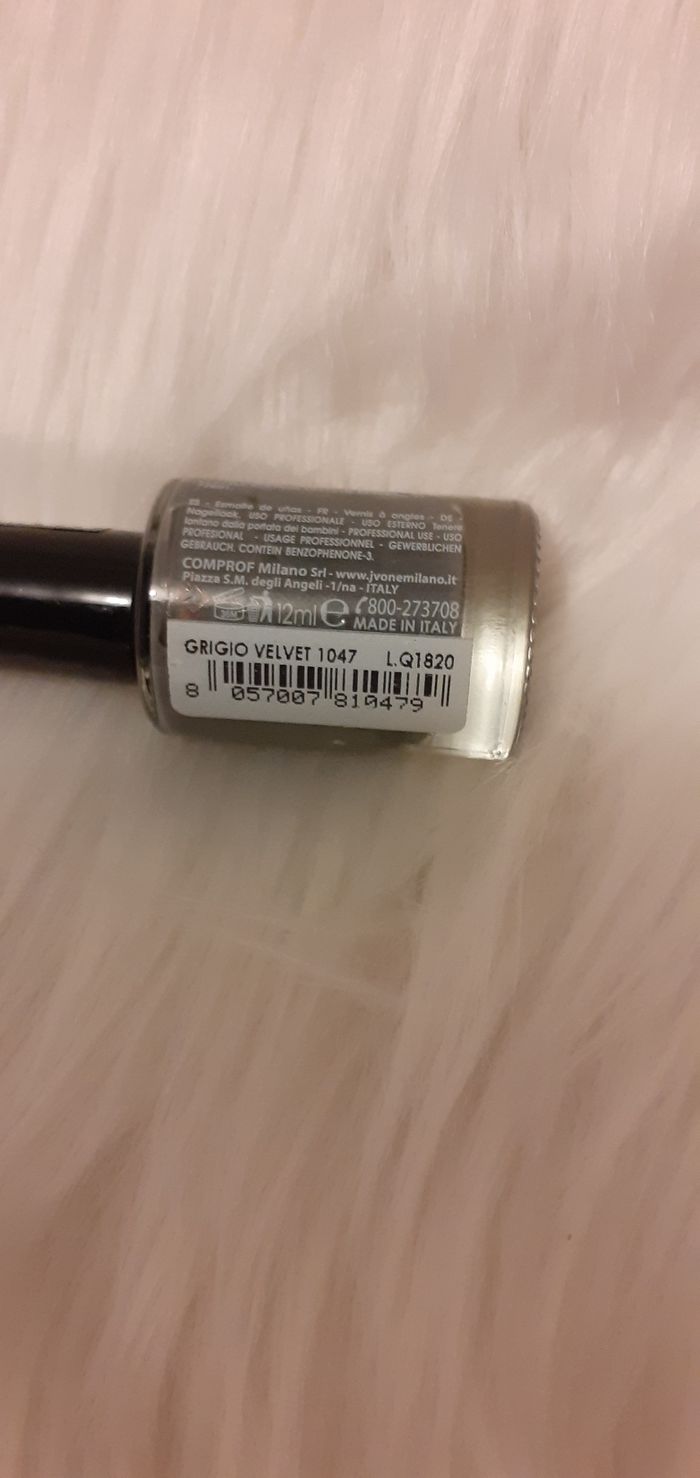 ES - Esmalte de uñas - FR - Vernis à ongles - DE -
Nagellack. USO PROFESSIONALE - USO ESTERNO Tenere
lontano dalla portata dei bambini - PROFESSIONAL USE - USO
PROFESIONAL - USAGE PROFESSIONNEL - GEWERBLICHEN
GEBRAUCH. CONTEIN BENZOPHENONE-3.
COMPROF Milano Srl - www.jvonemilano.it
Piazza S.M. degli Angeli -1/na - ITALY
36M 12ml e 800-273708
MADE IN ITALY
GRIGIO VELVET 1047 L.Q1820
8 057007 810479